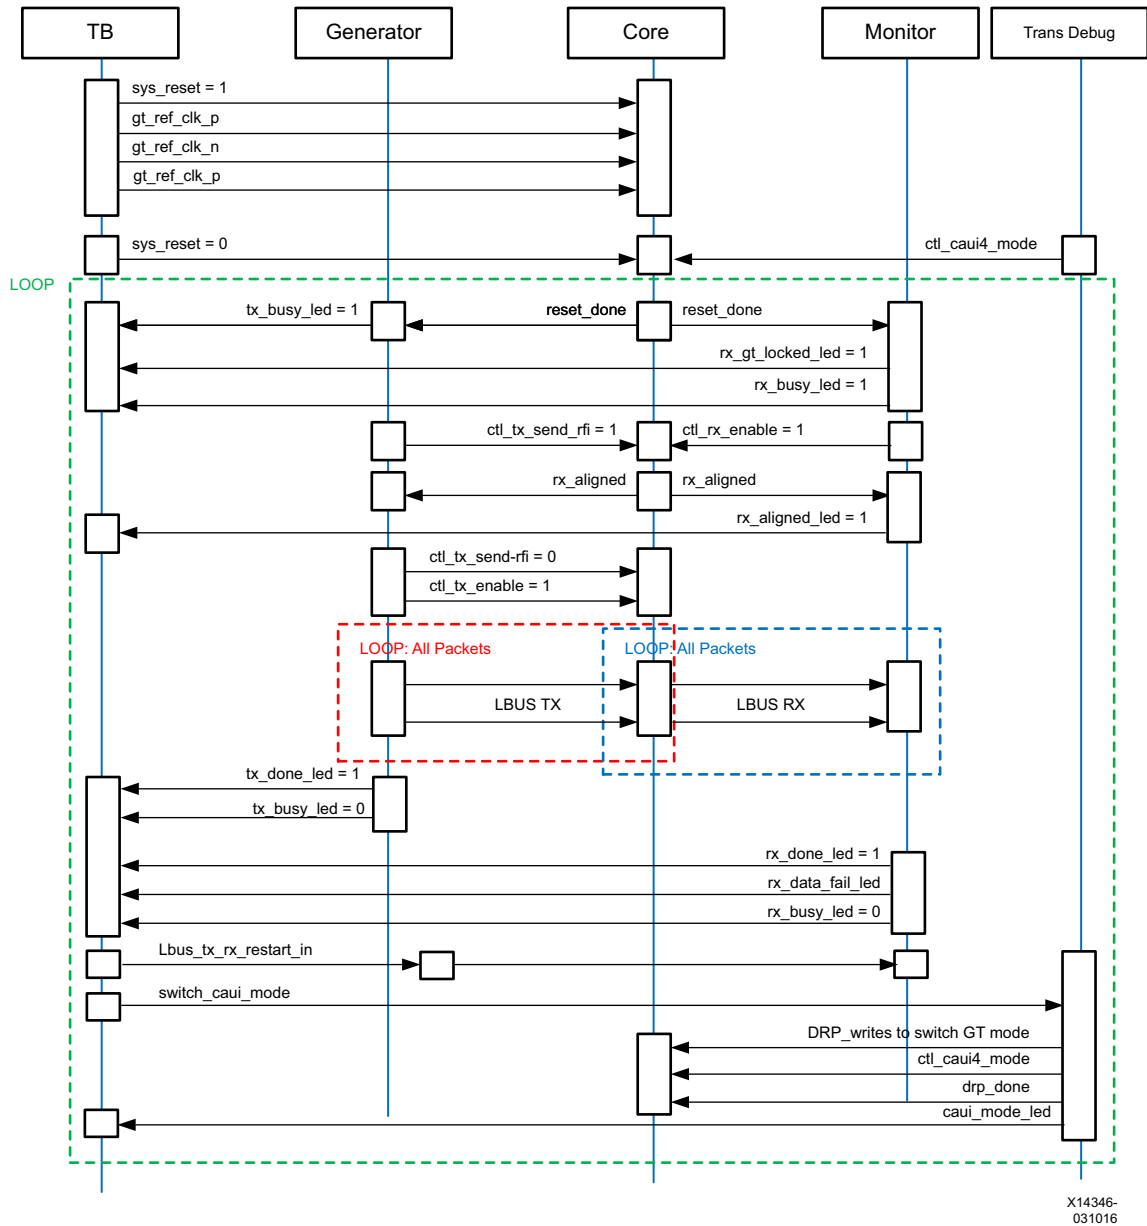 TB
Generator
Core
Monitor
Trans Debug
sys_reset = 1
gt_ref_clk_p
gt_ref_clk_n
gt_ref_clk_p
sys_reset = 0
ctl_caui4_mode
LOOP
tx_busy_led = 1
reset_done
reset_done
rx_gt_locked_led = 1
rx_busy_led = 1
ctl_tx_send_rfi = 1
ctl_rx_enable = 1
rx_aligned
rx_aligned
rx_aligned_led = 1
ctl_tx_send-rfi = 0
ctl_tx_enable = 1
LOOP: All Packets
LOOP: All Packets
LBUS TX
LBUS RX
tx_done_led = 1
tx_busy_led = 0
rx_done_led = 1
rx_data_fail_led
rx_busy_led = 0
Lbus_tx_rx_restart_in
switch_caui_mode
DRP_writes to switch GT mode
ctl_caui4_mode
drp_done
caui_mode_led
X14346-
031016